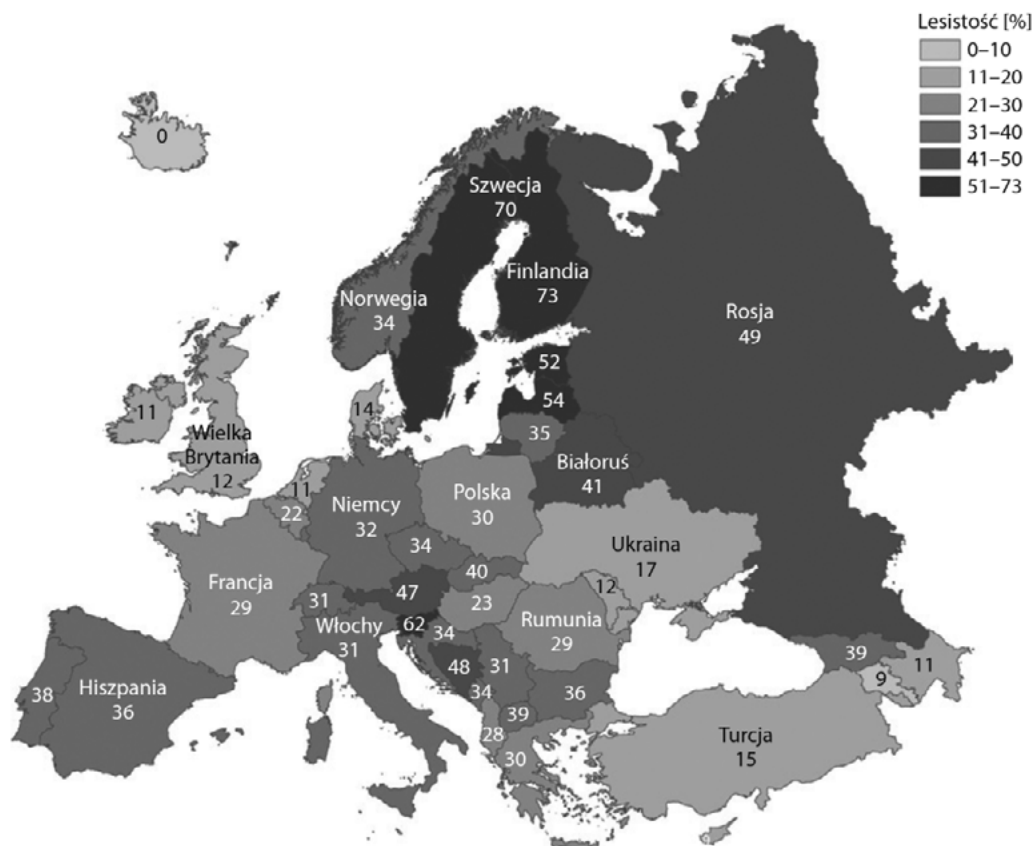 Lesistość [%]
0–10
11–20
21–30
31–40
41–50
51–73
0
Szwecja
70
Finlandia
73
Norwegia
34
Rosja
49
52
54
35
14
11
Wielka
Brytania
12
Białoruś
41
11
22
Niemcy
32
Polska
30
34
40
Ukraina
17
12
Francja
29
31
47
23
Rumunia
29
Włochy
31
62
34
48
31
34
36
39
28
30
38
Hiszpania
36
39
9
11
Turcja
15